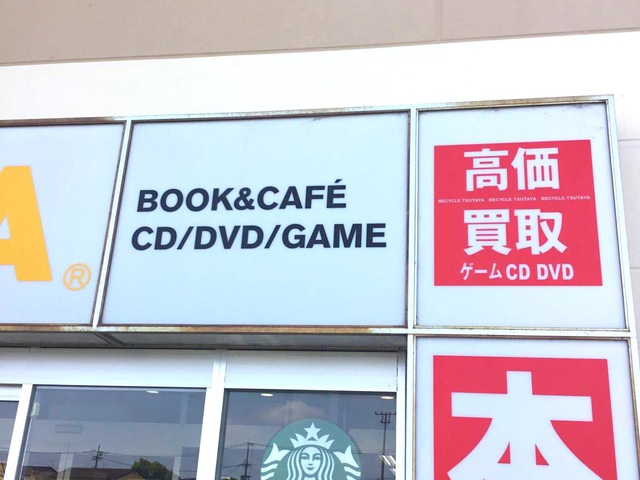 A®
BOOK&CAFÉ
CD/DVD/GAME
高価
RECYCLE TSUTAYA RECYCLE TSUTAYA RECYCLE TSUTAYA
買取
ゲーム CD DVD
本